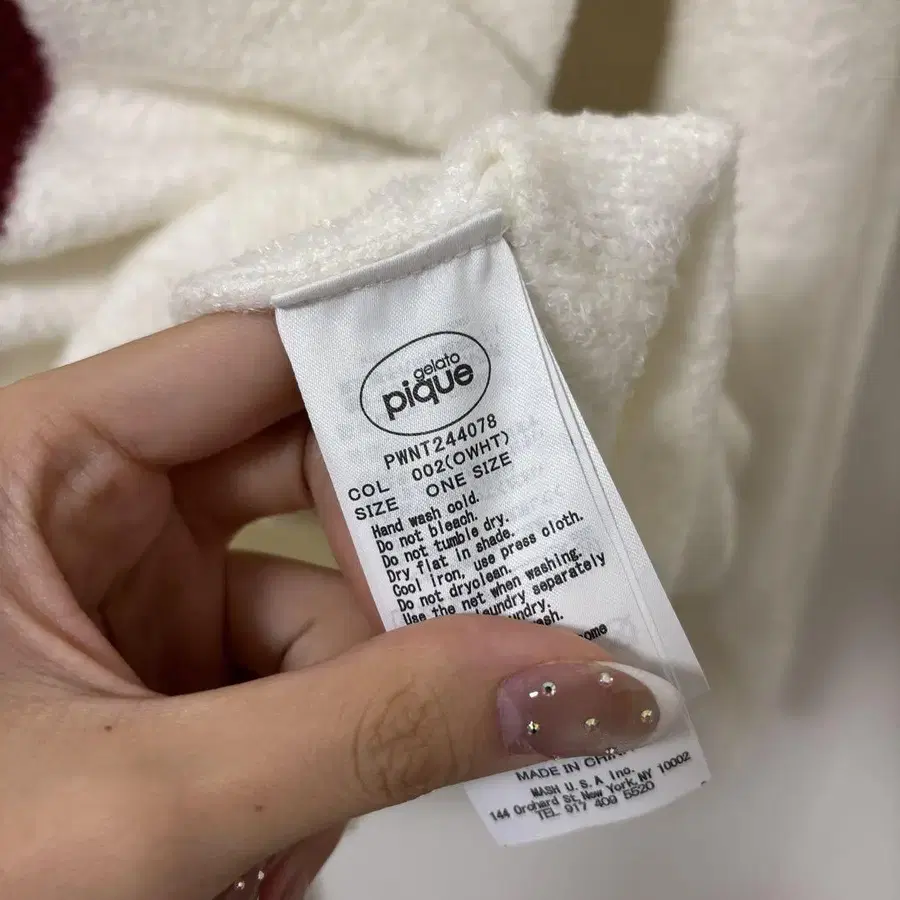 gelato
pique
PWNT244078
COL 002(OWHT)
SIZE ONE SIZE
Hand wash cold.
Do not bleach.
Do not tumble dry.
Dry flat in shade.
Cool iron, use press cloth.
Do not dryclean.
Use the net when washing.
separately
MADE IN
MASH U.S.A Inc.
144 Orchard St,New York,NY 10002
TEL 917 409 5520